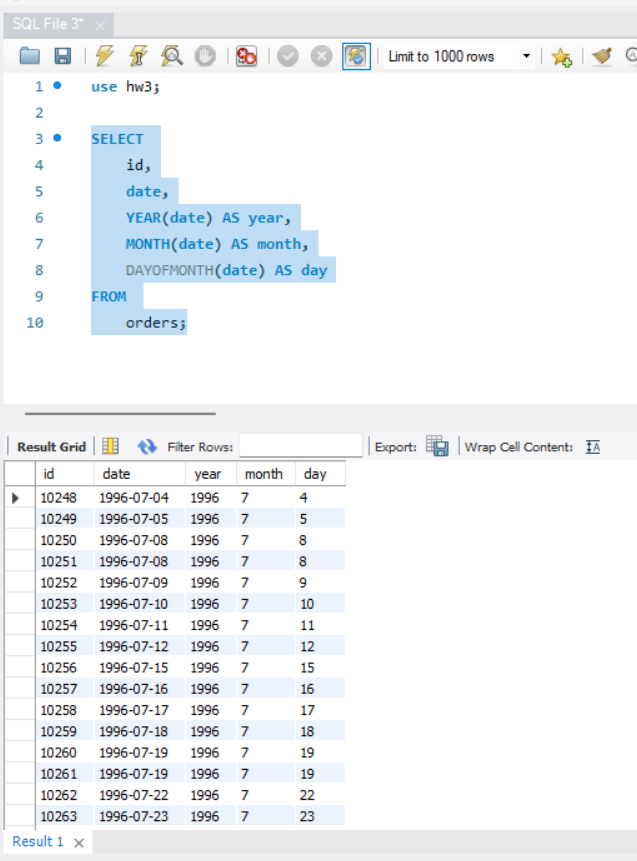 SQL File 3* ×
Limit to 1000 rows
1 use hw3;
2
3 SELECT
4 id,
5 date,
6 YEAR(date) AS year,
7 MONTH(date) AS month,
8 DAYOFMONTH(date) AS day
9 FROM
10 orders;
Result Grid Filter Rows: Export: Wrap Cell Content: IA
id date year month day
10248 1996-07-04 1996 7 4
10249 1996-07-05 1996 7 5
10250 1996-07-08 1996 7 8
10251 1996-07-08 1996 7 8
10252 1996-07-09 1996 7 9
10253 1996-07-10 1996 7 10
10254 1996-07-11 1996 7 11
10255 1996-07-12 1996 7 12
10256 1996-07-15 1996 7 15
10257 1996-07-16 1996 7 16
10258 1996-07-17 1996 7 17
10259 1996-07-18 1996 7 18
10260 1996-07-19 1996 7 19
10261 1996-07-19 1996 7 19
10262 1996-07-22 1996 7 22
10263 1996-07-23 1996 7 23
Result 1 ×